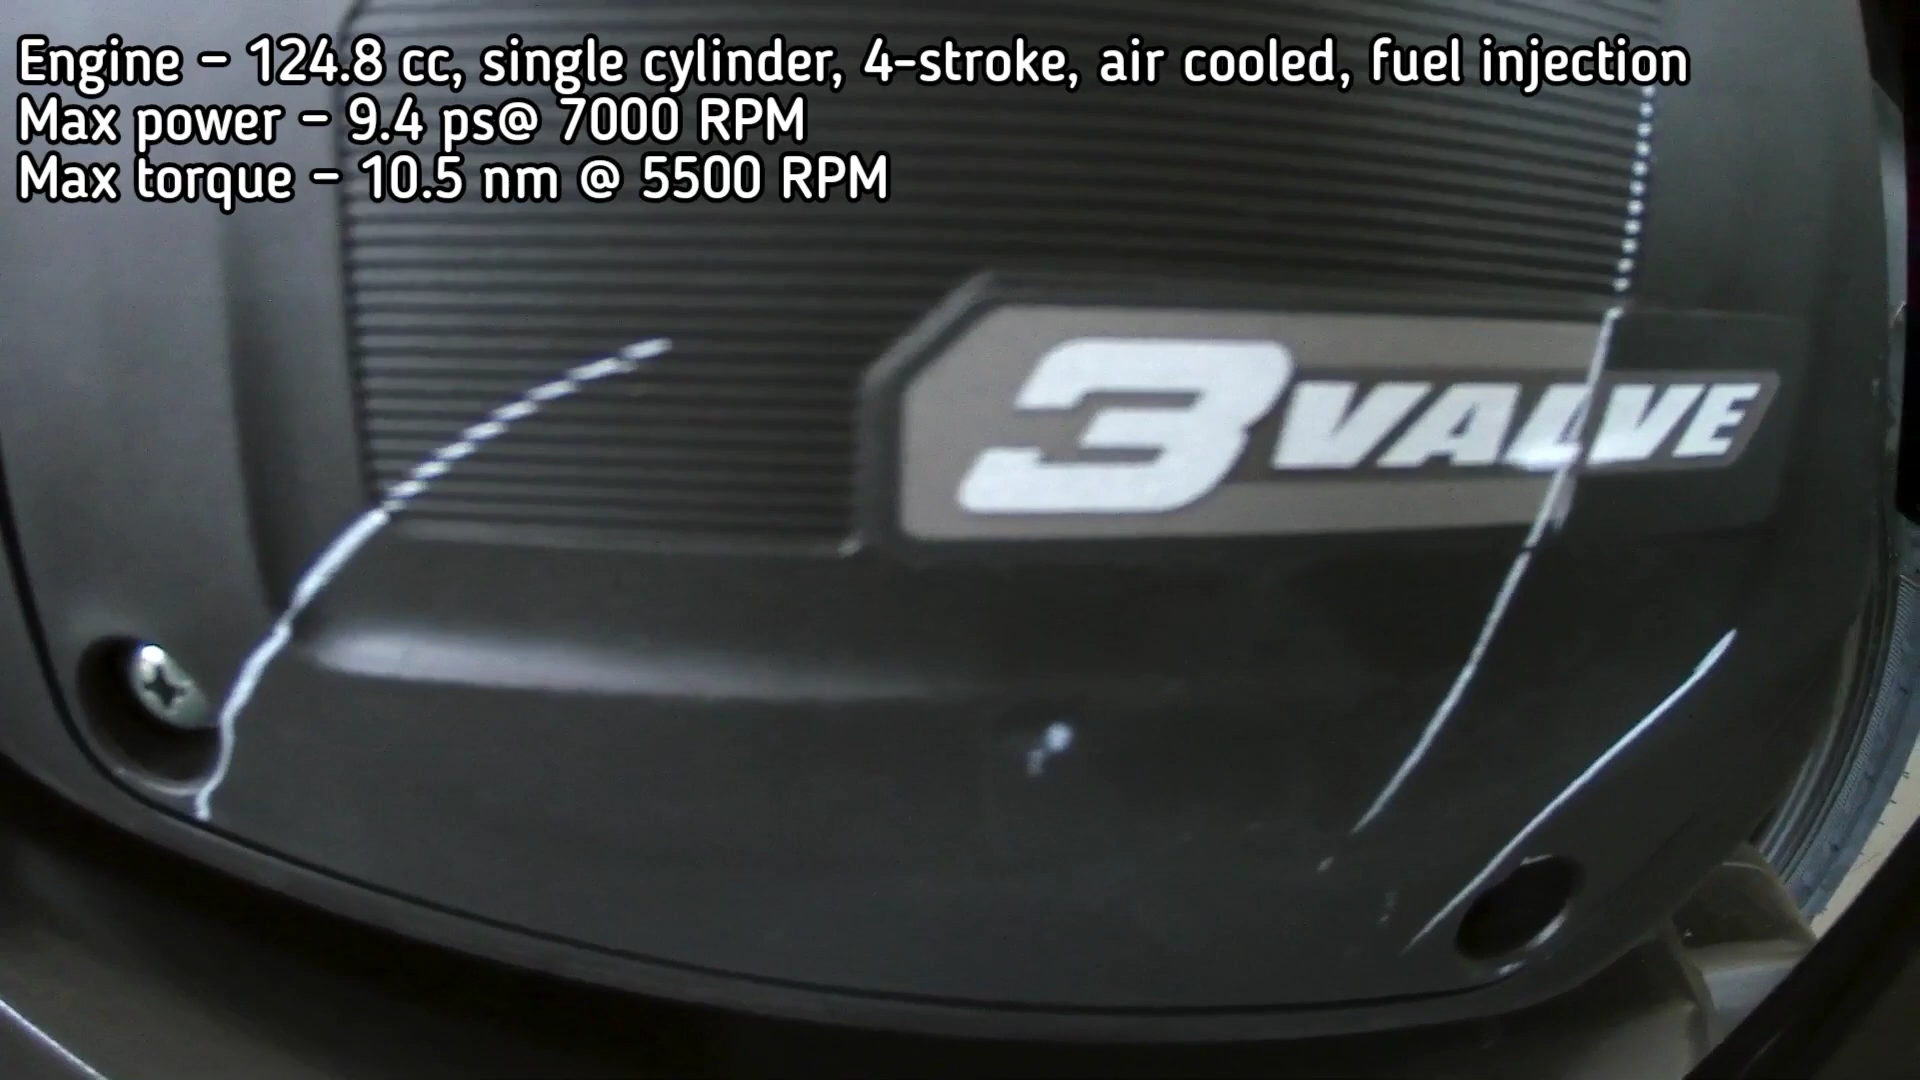 Engine - 124.8 cc, single cylinder, 4-stroke, air cooled, fuel injection
Max power - 9.4 ps@ 7000 RPM
Max torque - 10.5 nm @ 5500 RPM
3VALVE